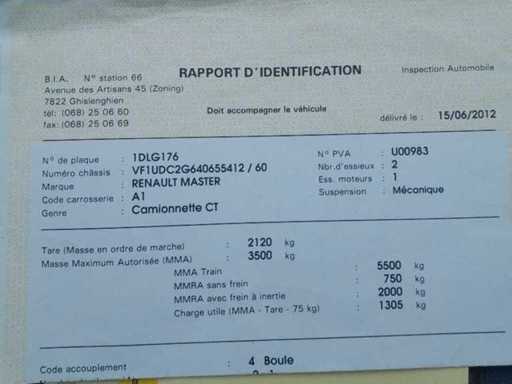 B.I.A. N° station 66 RAPPORT D'IDENTIFICATION Inspection Automobile
Avenue des Artisans 45 (Zoning)
7822 Ghislenghien
tél: (068) 25 06 60 Doit accompagner le véhicule
fax: (068) 25 06 69 délivré le : 15/06/2012
N° de plaque : 1DLG176 N° PVA : U00983
Numéro châssis : VF1UDC2G640655412 / 60 Nbr.d'essieux : 2
Marque : RENAULT MASTER Ess. moteurs : 1
Code carrosserie : A1 Suspension : Mécanique
Genre : Camionnette CT
Tare (Masse en ordre de marche) : 2120 kg
Masse Maximum Autorisée (MMA) : 3500 kg
MMA Train : 5500 kg
MMRA sans frein : 750 kg
MMRA avec frein à inertie : 2000 kg
Charge utile (MMA - Tare - 75 kg) : 1305 kg
Code accouplement : 4 Boule